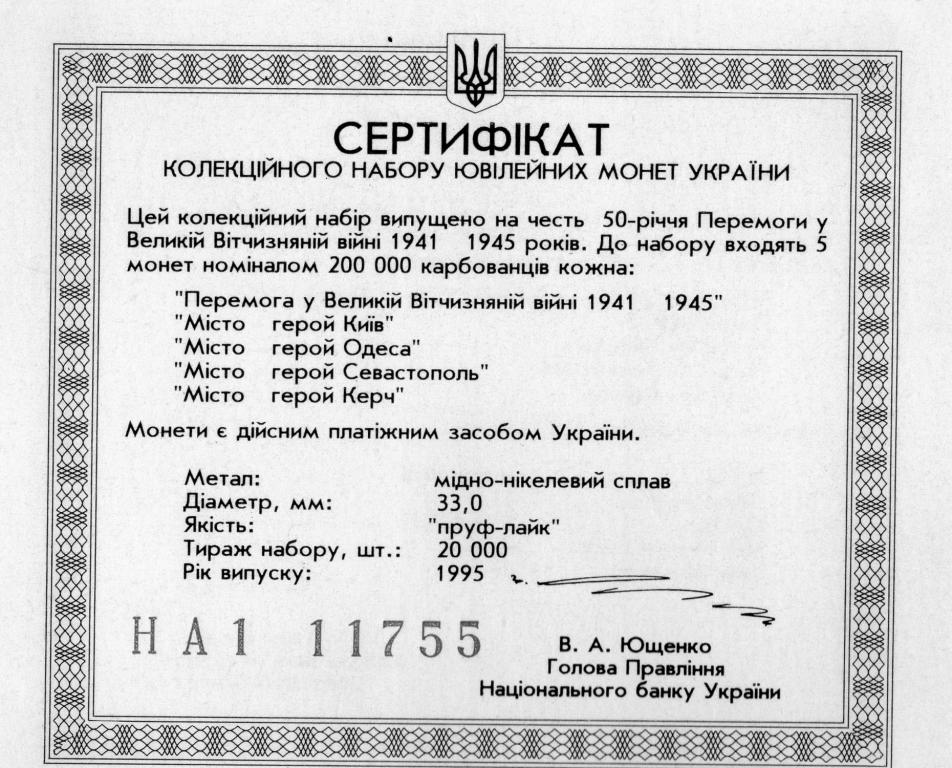 СЕРТИФІКАТ
КОЛЕКЦІЙНОГО НАБОРУ ЮВІЛЕЙНИХ МОНЕТ УКРАЇНИ
Цей колекційний набір випущено на честь 50-річчя Перемоги у
Великій Вітчизняній війні 1941 1945 років. До набору входять 5
монет номіналом 200 000 карбованців кожна:
"Перемога у Великій Вітчизняній війні 1941 1945"
"Місто герой Київ"
"Місто герой Одеса"
"Місто герой Севастополь"
"Місто герой Керч"
Монети є дійсним платіжним засобом України.
Метал: мідно-нікелевий сплав
Діаметр, мм: 33,0
Якість: "пруф-лайк"
Тираж набору, шт.: 20 000
Рік випуску: 1995
НА1 11755
В. А. Ющенко
Голова Правління
Національного банку України